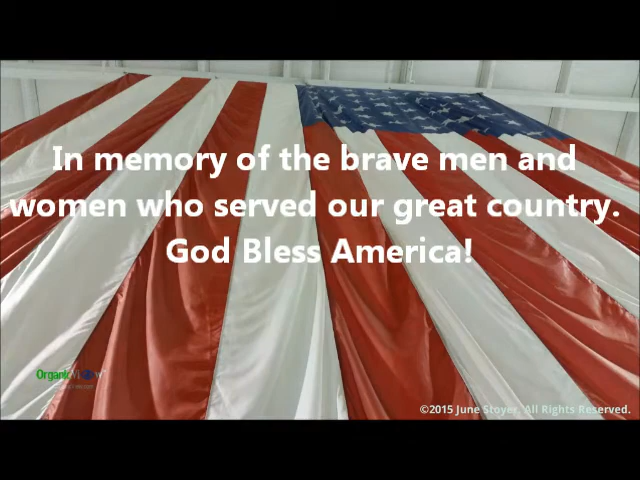 In memory of the brave men and
women who served our great country.
God Bless America!
©2015 June Stoyer. All Rights Reserved.